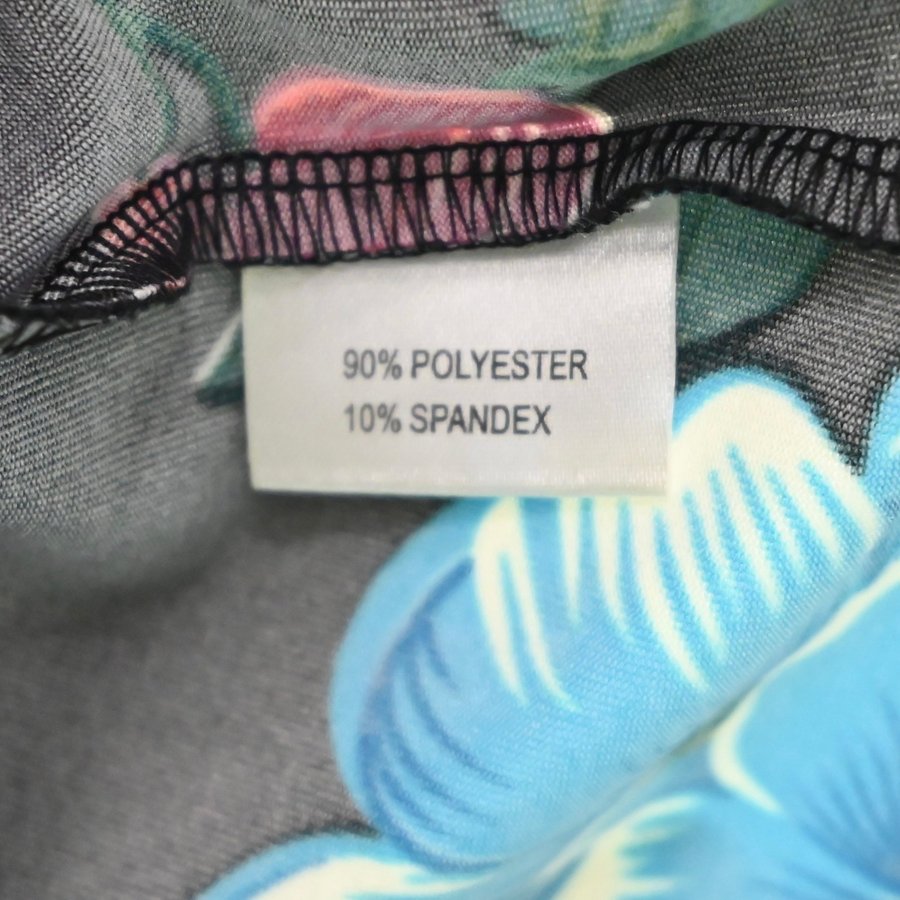 90% POLYESTER
10% SPANDEX